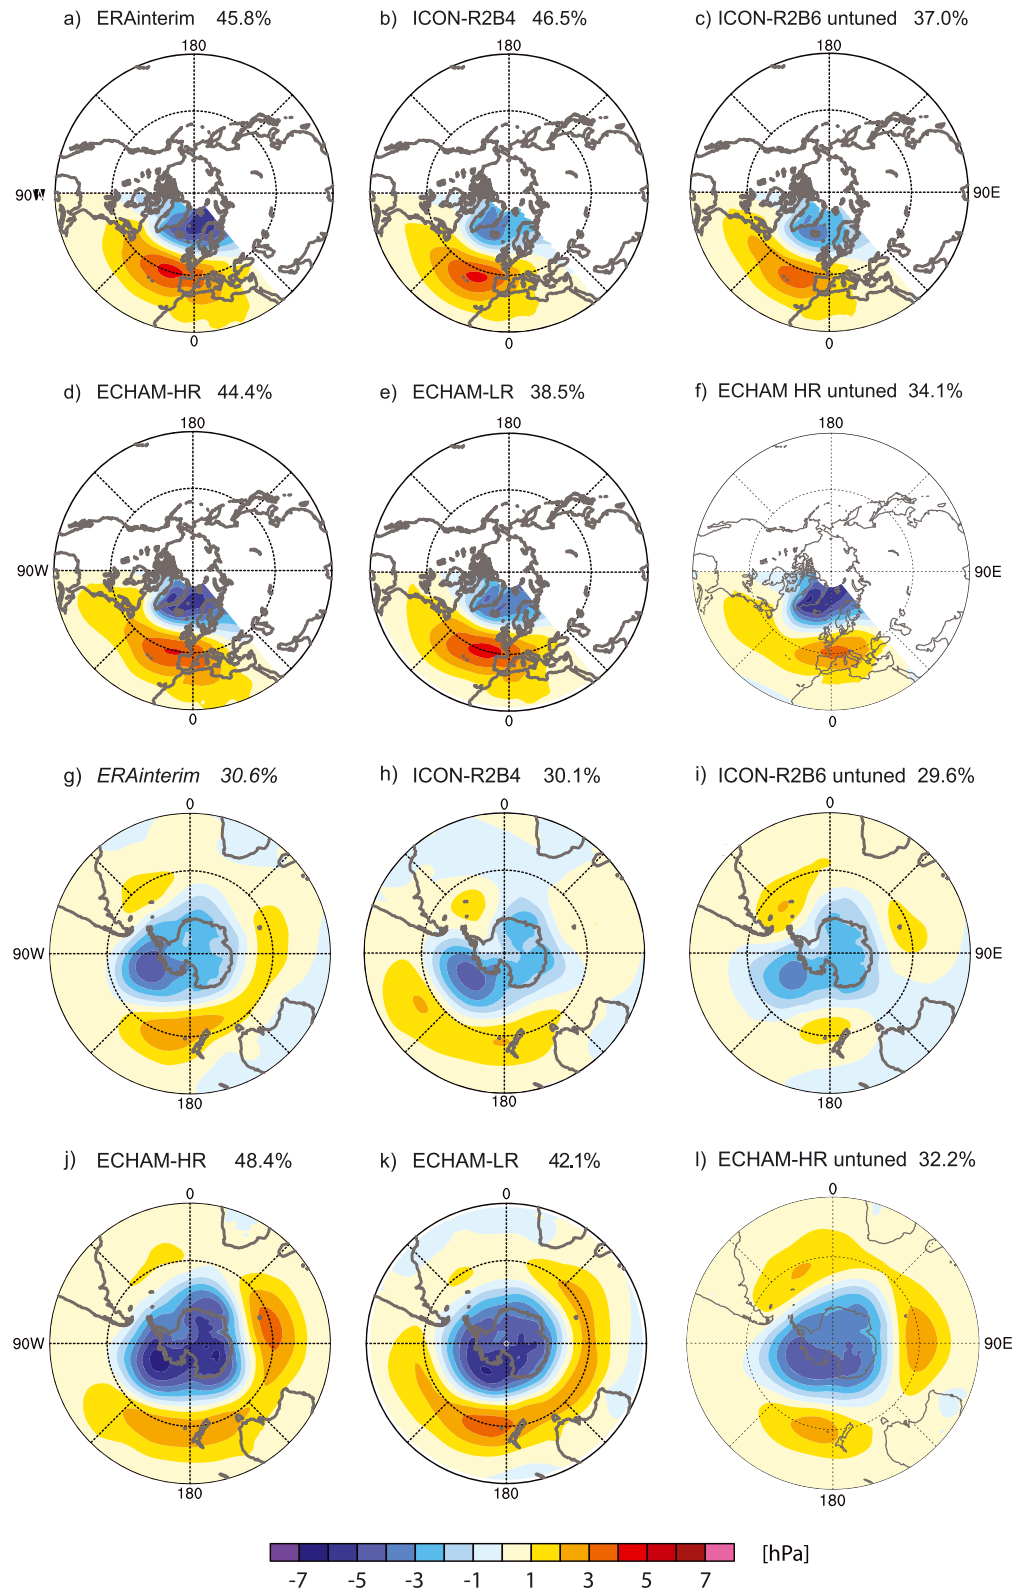 a) ERAinterim 45.8% b) ICON-R2B4 46.5% c) ICON-R2B6 untuned 37.0%
180 180 180
90W 90E
0 0 0
d) ECHAM-HR 44.4% e) ECHAM-LR 38.5% f) ECHAM HR untuned 34.1%
180 180 180
90W 90E
0 0 0
g) ERAinterim 30.6% h) ICON-R2B4 30.1% i) ICON-R2B6 untuned 29.6%
0 0 0
90W 90E
180 180 180
j) ECHAM-HR 48.4% k) ECHAM-LR 42.1% l) ECHAM-HR untuned 32.2%
0 0 0
90W 90E
180 180 180
[hPa]
-7 -5 -3 -1 1 3 5 7